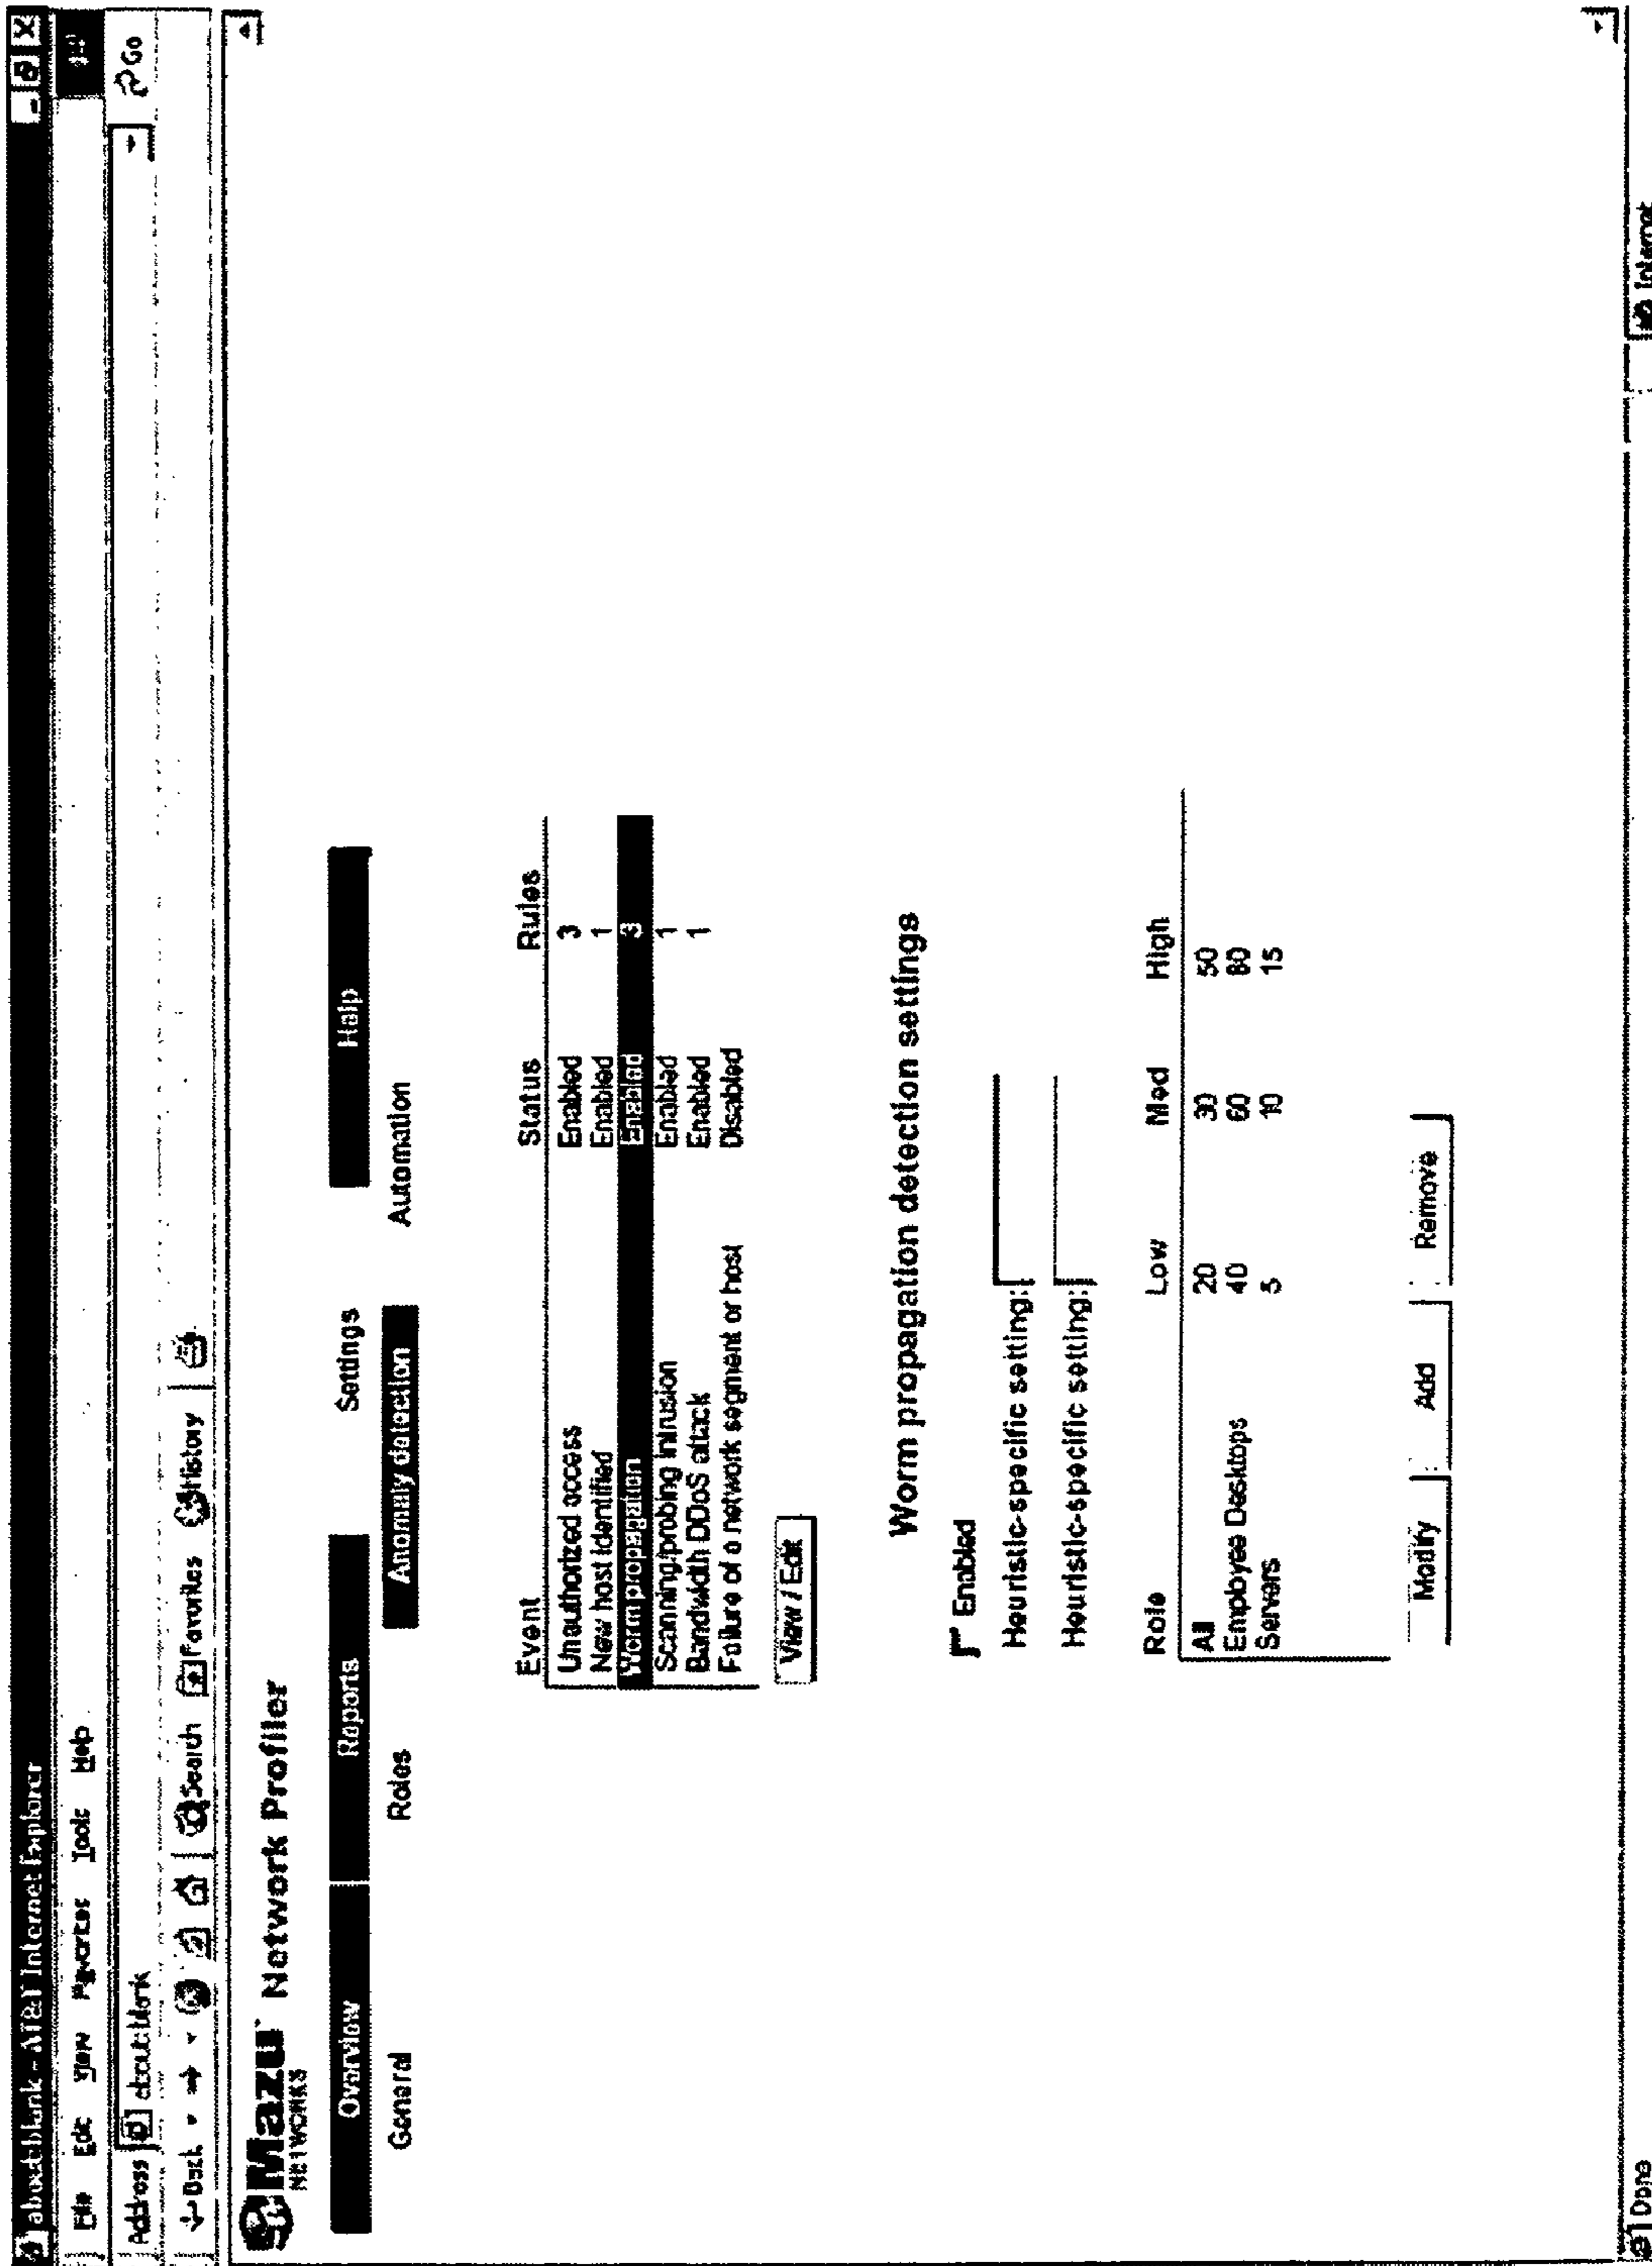 about:blank - AT&T Internet Explorer
File Edit View Favorites Tools Help
Address about:blank Go
Back Search Favorites History
Mazu Network Profiler
NETWORKS
Overview Reports Settings Help
General Roles Anomaly detection Automation
Event Status Rules
Unauthorized access Enabled 3
New host identified Enabled 1
Worm propagation Enabled 3
Scanning/probing intrusion Enabled 1
Bandwidth DDoS attack Enabled 1
Failure of a network segment or host Disabled
View / Edit
Worm propagation detection settings
Enabled
Heuristic-specific setting:
Heuristic-specific setting:
Role Low Med High
All 20 30 50
Employee Desktops 40 60 80
Servers 5 10 15
Modify Add Remove
Done Internet